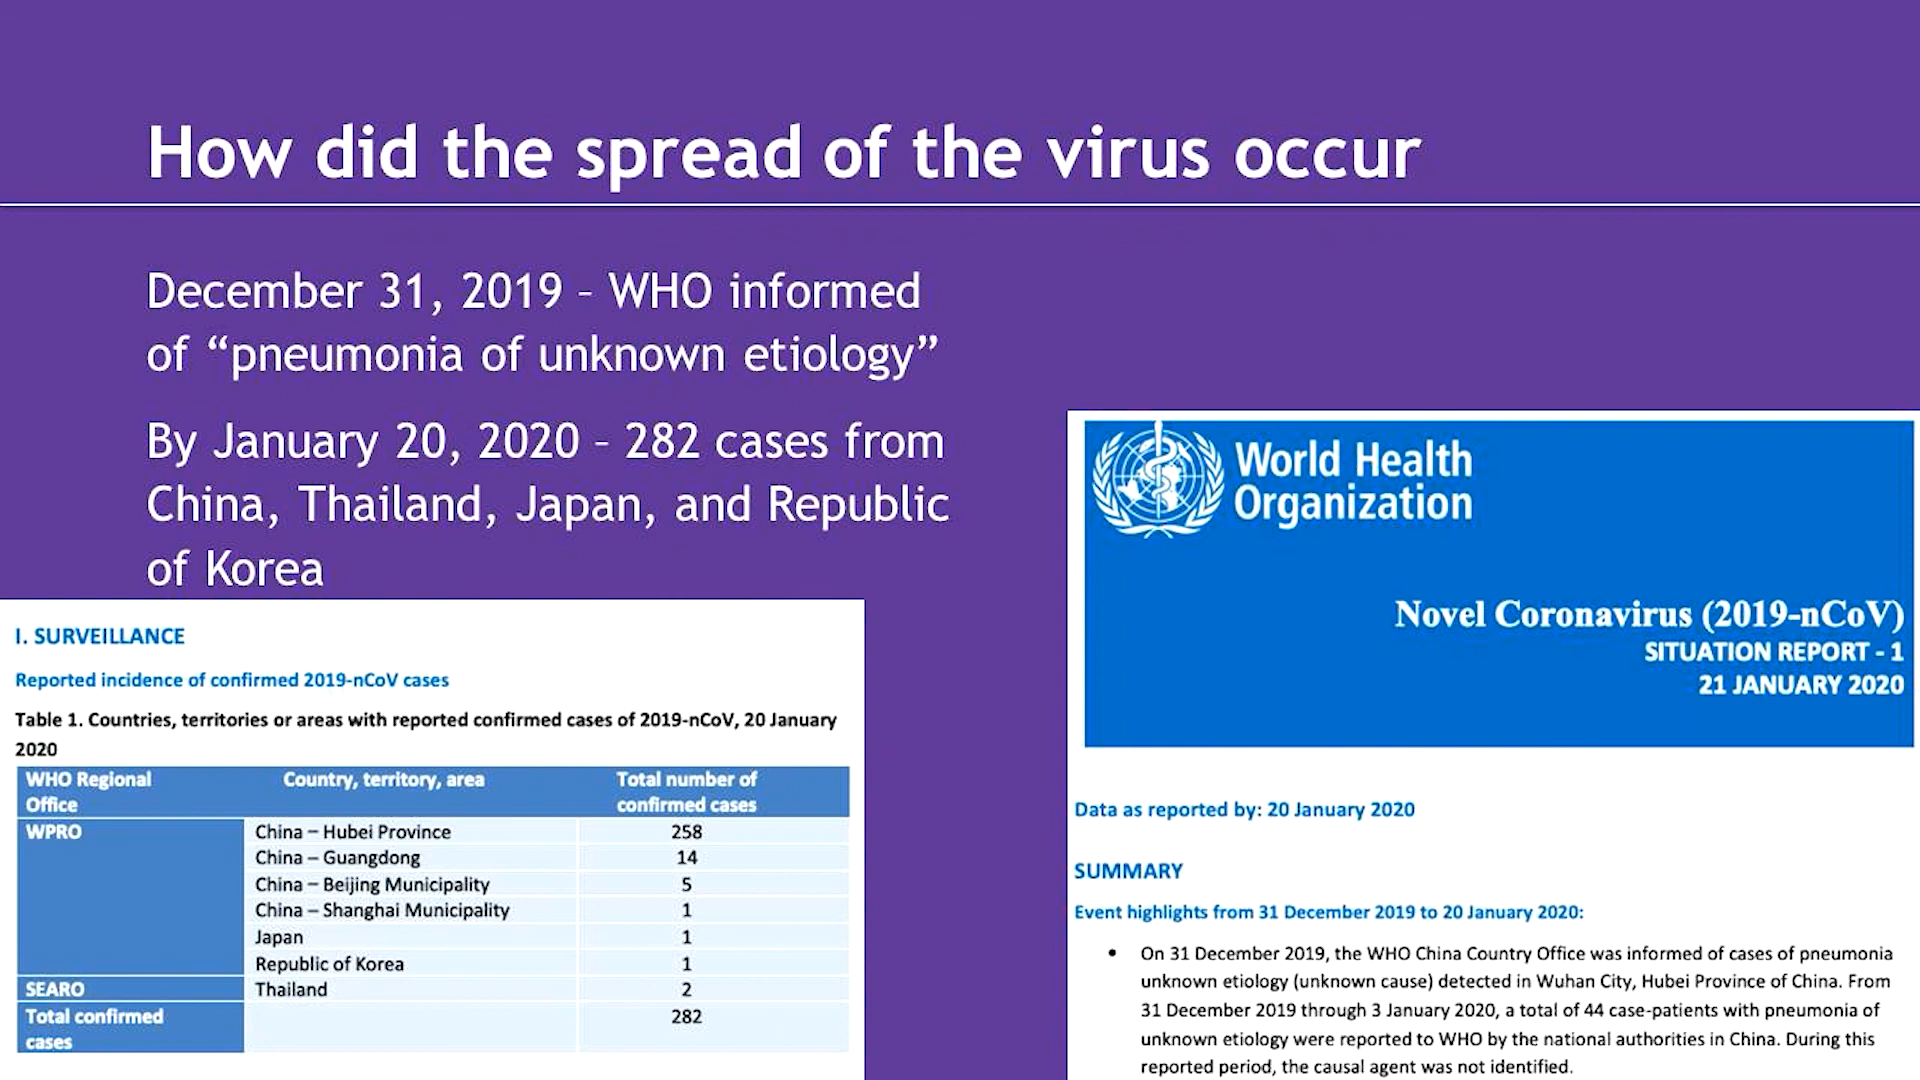 How did the spread of the virus occur
December 31, 2019 – WHO informed
of “pneumonia of unknown etiology”
By January 20, 2020 – 282 cases from
China, Thailand, Japan, and Republic
of Korea
I. SURVEILLANCE
Reported incidence of confirmed 2019-nCoV cases
Table 1. Countries, territories or areas with reported confirmed cases of 2019-nCoV, 20 January
2020
WHO Regional Office Country, territory, area Total number of confirmed cases
WPRO China – Hubei Province 258
China – Guangdong 14
China – Beijing Municipality 5
China – Shanghai Municipality 1
Japan 1
Republic of Korea 1
SEARO Thailand 2
Total confirmed cases 282
World Health
Organization
Novel Coronavirus (2019-nCoV)
SITUATION REPORT - 1
21 JANUARY 2020
Data as reported by: 20 January 2020
SUMMARY
Event highlights from 31 December 2019 to 20 January 2020:
• On 31 December 2019, the WHO China Country Office was informed of cases of pneumonia
unknown etiology (unknown cause) detected in Wuhan City, Hubei Province of China. From
31 December 2019 through 3 January 2020, a total of 44 case-patients with pneumonia of
unknown etiology were reported to WHO by the national authorities in China. During this
reported period, the causal agent was not identified.